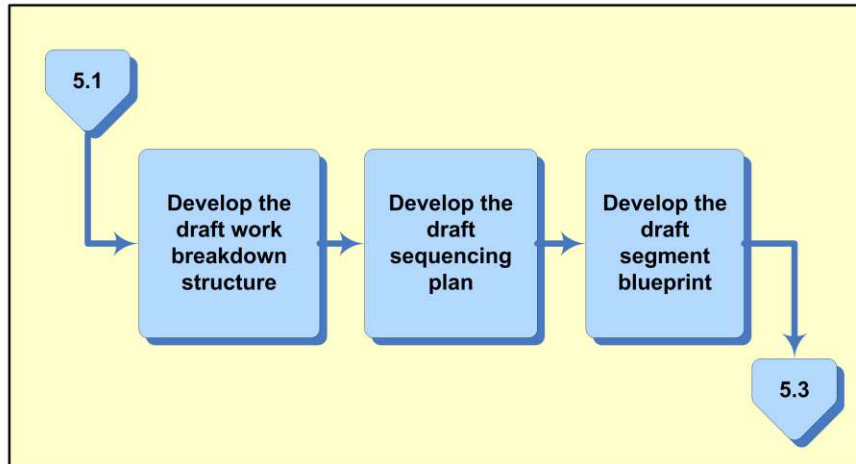 5.1
Develop the
draft work
breakdown
structure
Develop the
draft
sequencing
plan
Develop the
draft
segment
blueprint
5.3